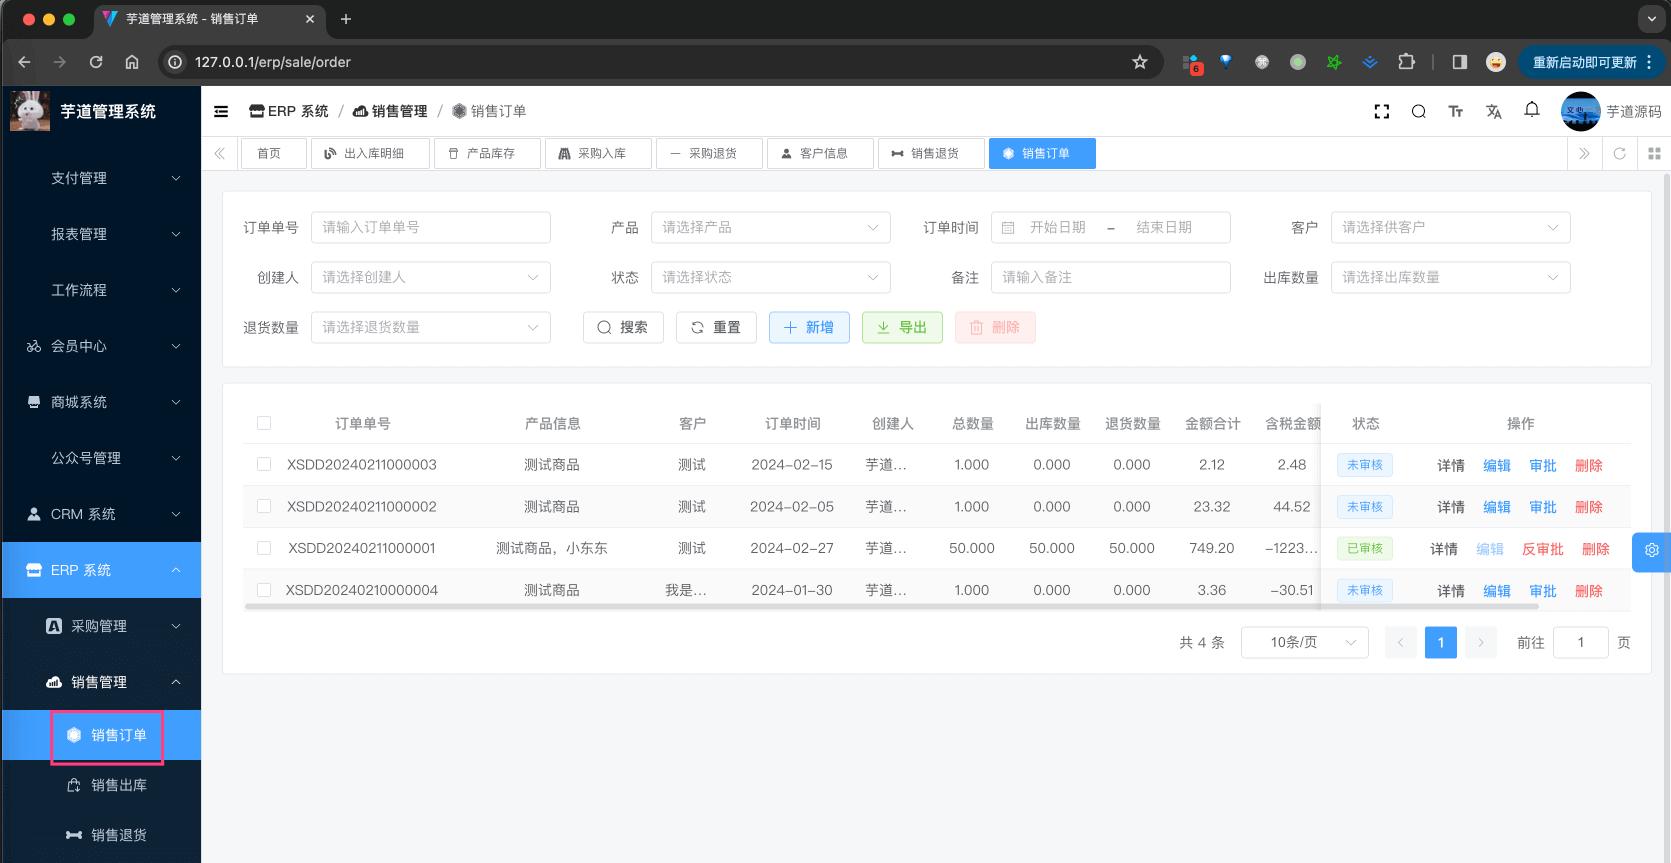 芋道管理系统 - 销售订单
127.0.0.1/erp/sale/order
6
重新启动即可更新
芋道管理系统
ERP 系统 / 销售管理 / 销售订单
芋道源码
首页 出入库明细 产品库存 采购入库 采购退货 客户信息 销售退货 销售订单
支付管理
报表管理
工作流程
会员中心
商城系统
公众号管理
CRM 系统
ERP 系统
采购管理
销售管理
销售订单
销售出库
销售退货
订单单号 请输入订单单号 产品 请选择产品 订单时间 开始日期 - 结束日期 客户 请选择供客户
创建人 请选择创建人 状态 请选择状态 备注 请输入备注 出库数量 请选择出库数量
退货数量 请选择退货数量 搜索 重置 新增 导出 删除
订单单号 产品信息 客户 订单时间 创建人 总数量 出库数量 退货数量 金额合计 含税金额 状态 操作
XSDD20240211000003 测试商品 测试 2024-02-15 芋道... 1.000 0.000 0.000 2.12 2.48 未审核 详情 编辑 审批 删除
XSDD20240211000002 测试商品 测试 2024-02-05 芋道... 1.000 0.000 0.000 23.32 44.52 未审核 详情 编辑 审批 删除
XSDD20240211000001 测试商品，小东东 测试 2024-02-27 芋道... 50.000 50.000 50.000 749.20 -1223... 已审核 详情 编辑 反审批 删除
XSDD20240210000004 测试商品 我是... 2024-01-30 芋道... 1.000 0.000 0.000 3.36 -30.51 未审核 详情 编辑 审批 删除
共 4 条 10条/页 1 前往 1 页